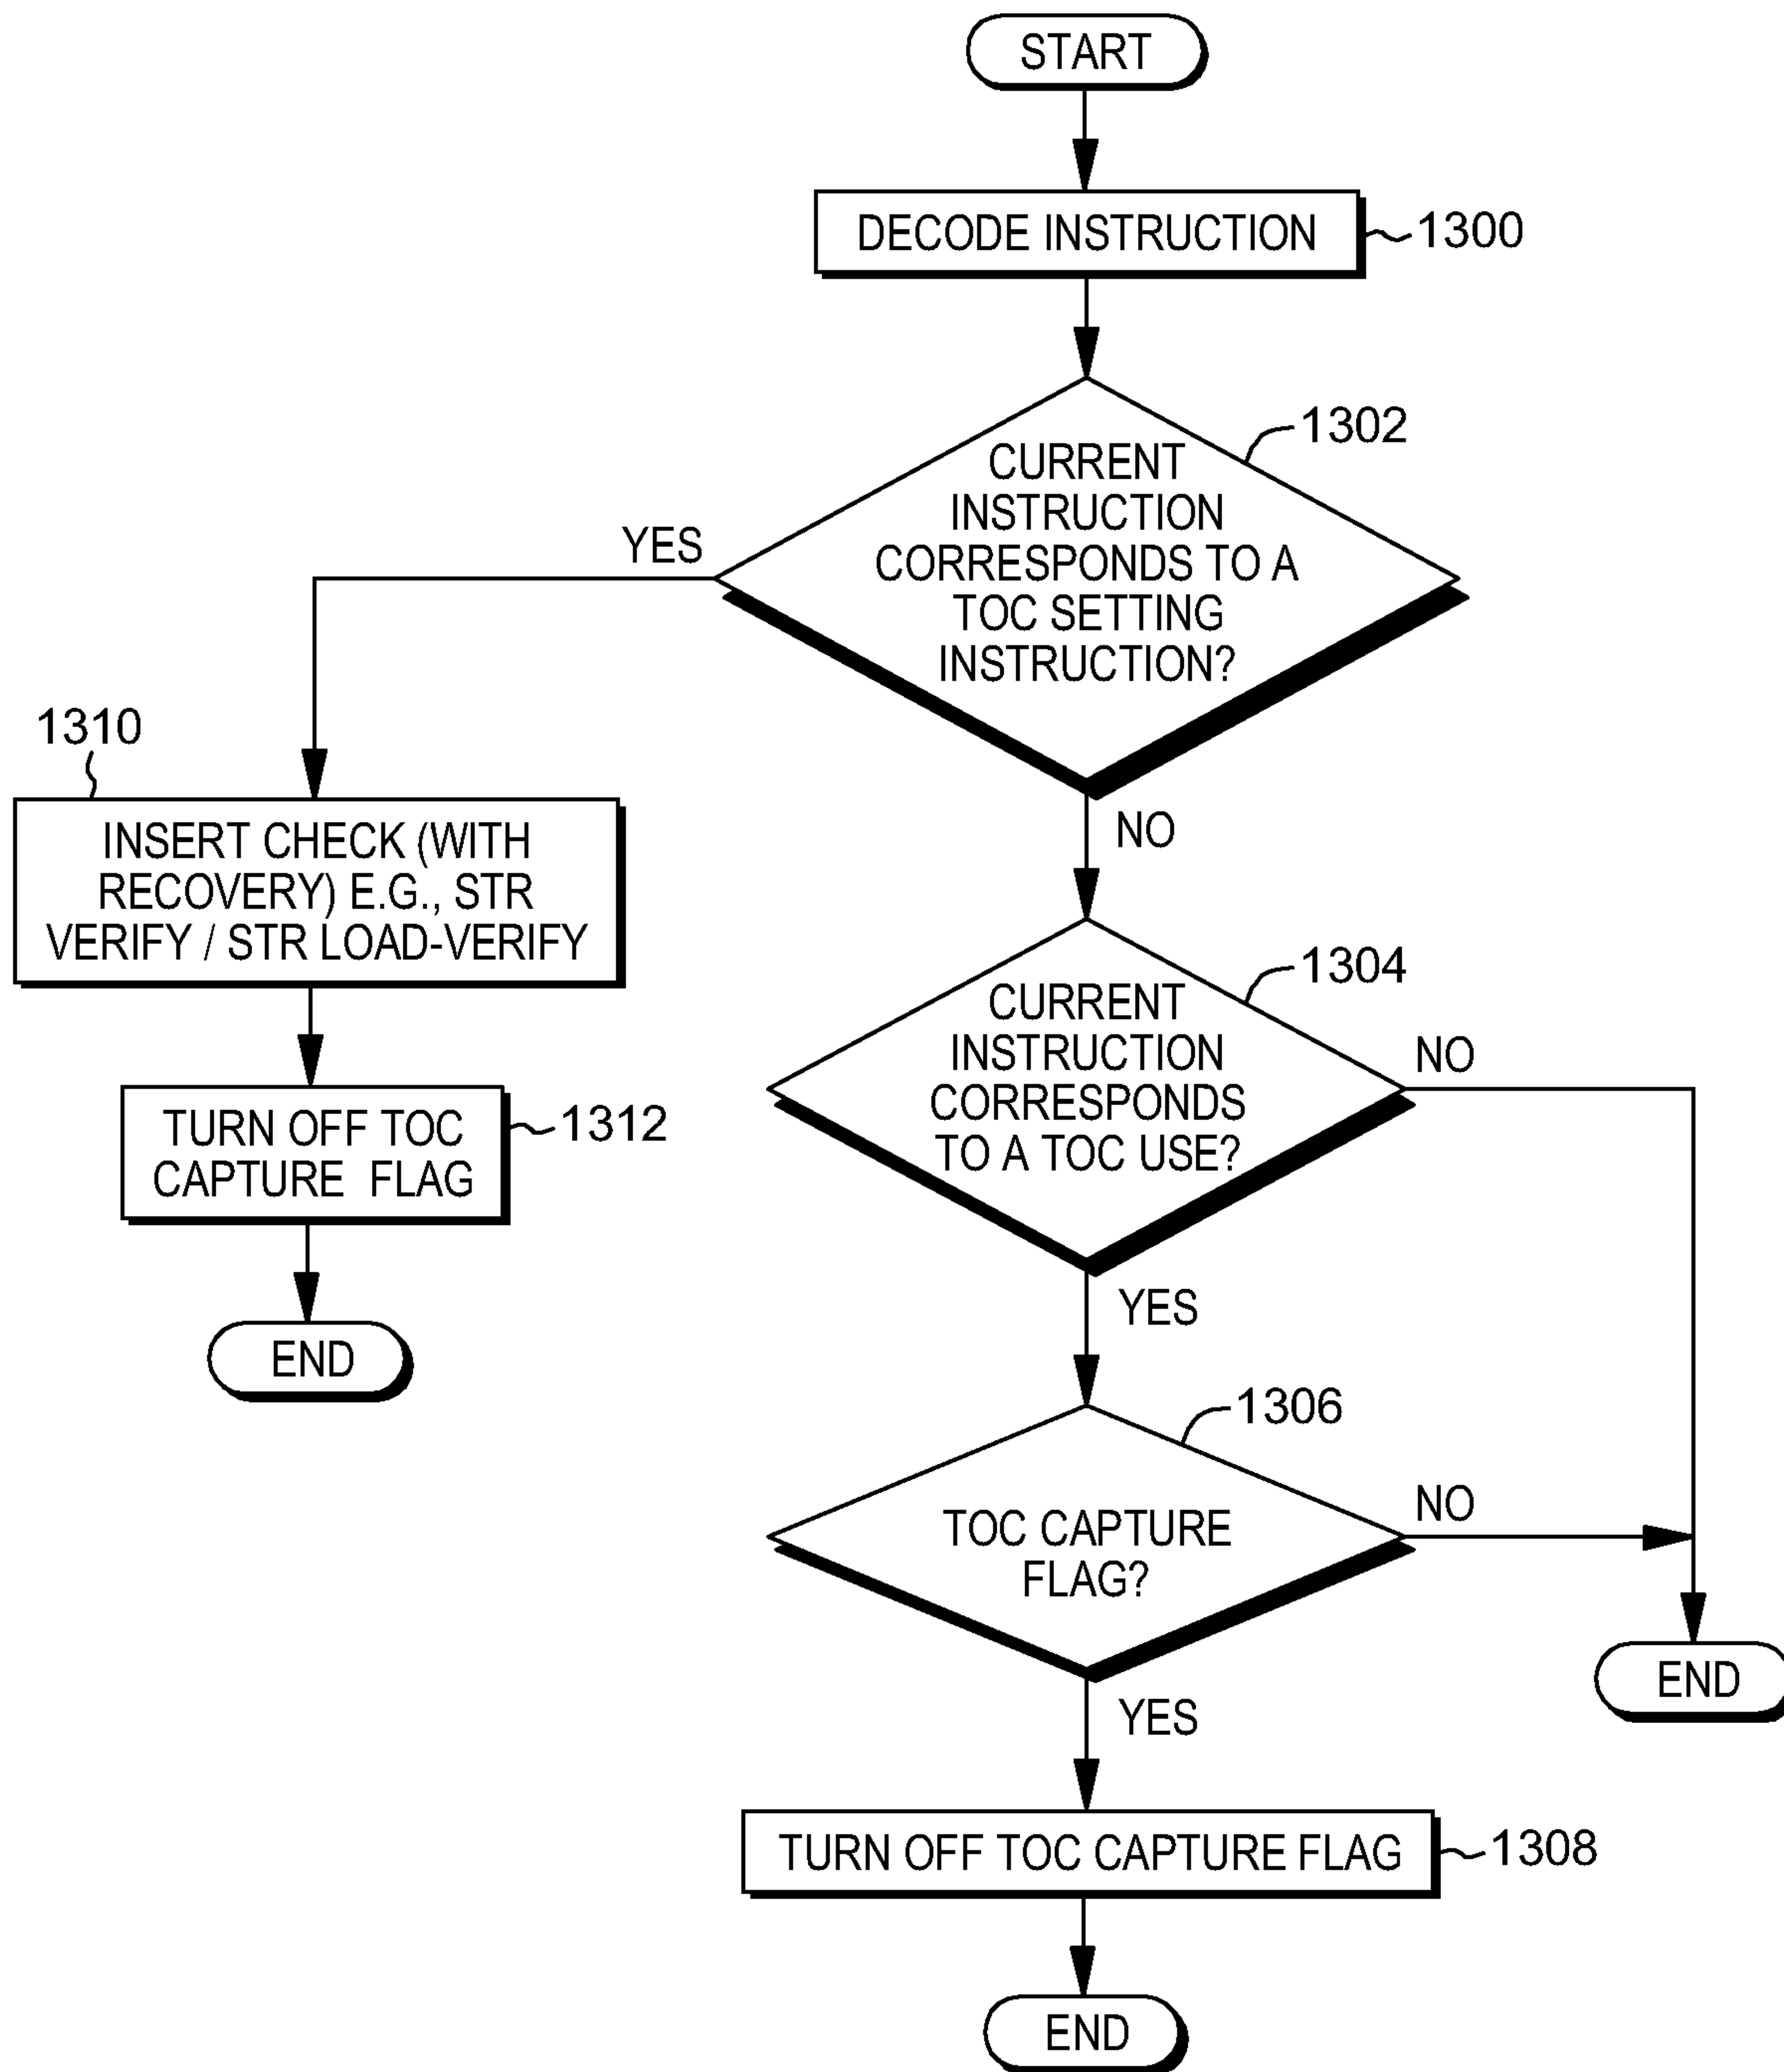 START
DECODE INSTRUCTION
1300
1302
CURRENT
INSTRUCTION
CORRESPONDS TO A
TOC SETTING
INSTRUCTION?
YES
NO
1310
INSERT CHECK (WITH
RECOVERY) E.G., STR
VERIFY / STR LOAD-VERIFY
TURN OFF TOC
CAPTURE FLAG
1312
END
1304
CURRENT
INSTRUCTION
CORRESPONDS
TO A TOC USE?
NO
YES
1306
TOC CAPTURE
FLAG?
NO
END
YES
TURN OFF TOC CAPTURE FLAG
1308
END